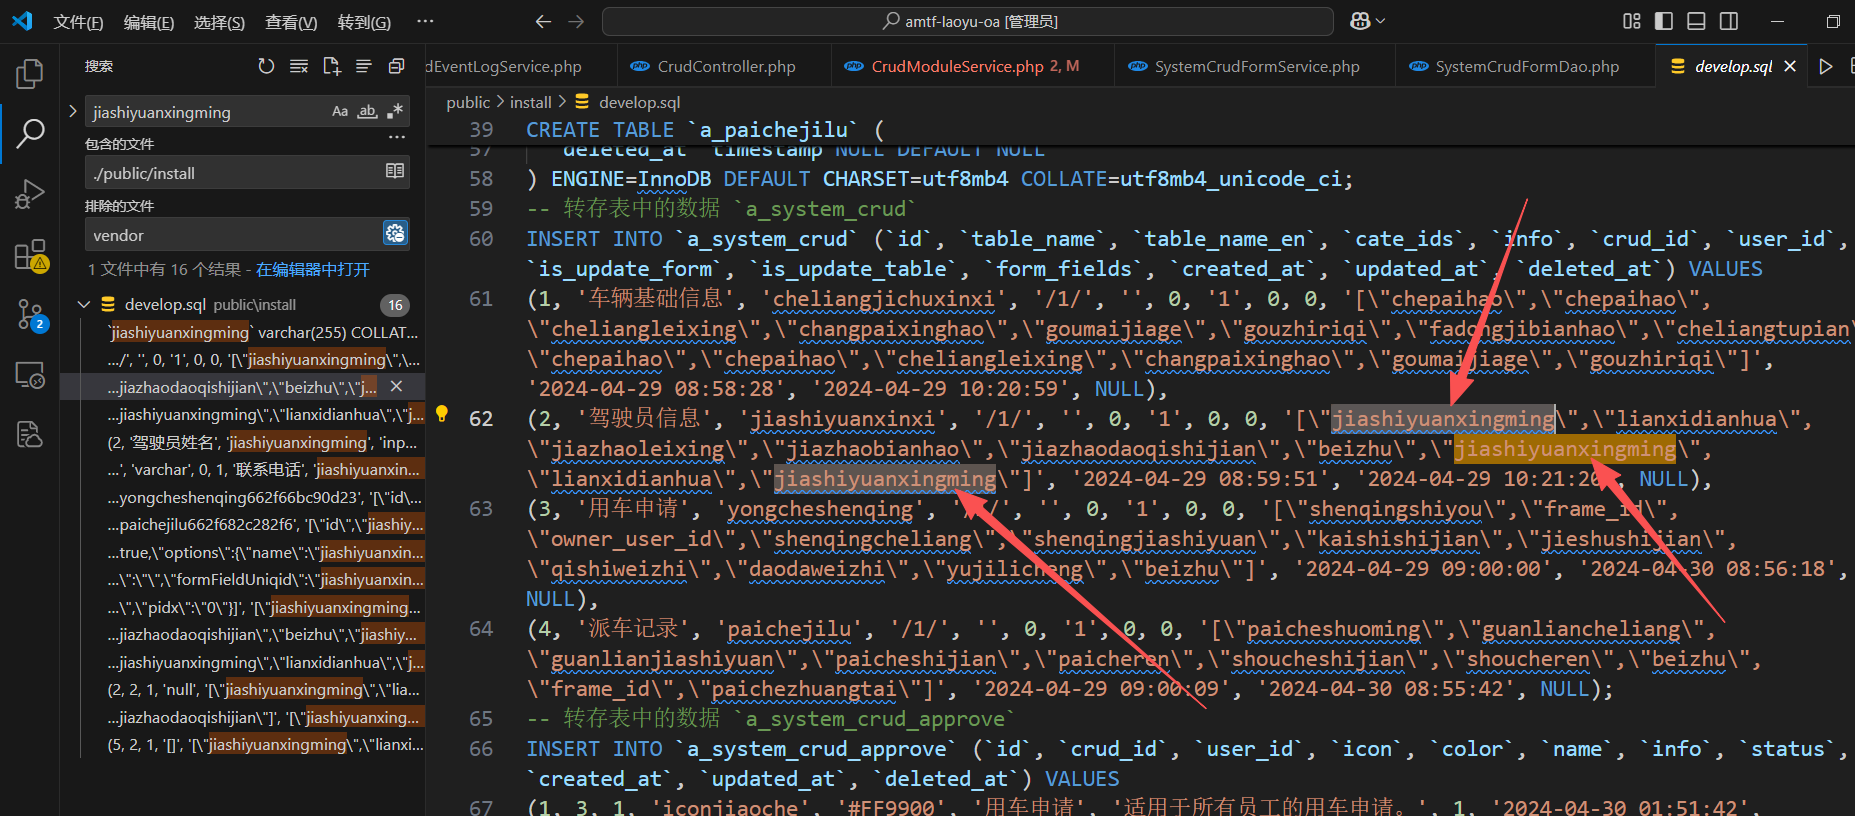 文件(F) 编辑(E) 选择(S) 查看(V) 转到(G) ··· amtf-laoyu-oa [管理员]
搜索
dEventLogService.php CrudController.php CrudModuleService.php 2, M SystemCrudFormService.php SystemCrudFormDao.php develop.sql
public > install > develop.sql
jiashiyuanxingming Aa ab .*
包含的文件
./public/install
排除的文件
vendor
1 文件中有 16 个结果 - 在编辑器中打开
develop.sql public\install 16
`jiashiyuanxingming` varchar(255) COLLAT...
.../', '', 0, '1', 0, 0, '[\"jiashiyuanxingming\",\...
...jiazhaodaoqishijian\",\"beizhu\",\"j...
...jiashiyuanxingming\",\"lianxidianhua\",\"j...
(2, '驾驶员姓名', 'jiashiyuanxingming', 'inp...
...', 'varchar', 0, 1, '联系电话', 'jiashiyuanxin...
...yongcheshenqing662f66bc90d23', '[\"id\...
...paichejilu662f682c282f6', '[\"id\",\"jiashiy...
...true,\"options\":{\"name\":\"jiashiyuanxin...
...\":\"\",\"formFieldUniqid\":\"jiashiyuanxin...
...\",\"pidx\":\"0\"}]', '[\"jiashiyuanxingming...
...jiazhaodaoqishijian\",\"beizhu\",\"jiashiy...
...jiashiyuanxingming\",\"lianxidianhua\",\"j...
(2, 2, 1, 'null', '[\"jiashiyuanxingming\",\"lia...
...jiazhaodaoqishijian\"]', '[\"jiashiyuanxing...
(5, 2, 1, '[]', '[\"jiashiyuanxingming\",\"lianxi...
2
39 CREATE TABLE `a_paichejilu` (
57 `deleted_at` timestamp NULL DEFAULT NULL
58 ) ENGINE=InnoDB DEFAULT CHARSET=utf8mb4 COLLATE=utf8mb4_unicode_ci;
59 -- 转存表中的数据 `a_system_crud`
60 INSERT INTO `a_system_crud` (`id`, `table_name`, `table_name_en`, `cate_ids`, `info`, `crud_id`, `user_id`,
`is_update_form`, `is_update_table`, `form_fields`, `created_at`, `updated_at`, `deleted_at`) VALUES
61 (1, '车辆基础信息', 'cheliangjichuxinxi', '/1/', '', 0, '1', 0, 0, '[\"chepaihao\",\"chepaihao\",
\"cheliangleixing\",\"changpaixinghao\",\"goumaijiage\",\"gouzhiriqi\",\"fadongjibianhao\",\"cheliangtupian\
\"chepaihao\",\"chepaihao\",\"cheliangleixing\",\"changpaixinghao\",\"goumaijiage\",\"gouzhiriqi\"]',
'2024-04-29 08:58:28', '2024-04-29 10:20:59', NULL),
62 (2, '驾驶员信息', 'jiashiyuanxinxi', '/1/', '', 0, '1', 0, 0, '[\"jiashiyuanxingming\",\"lianxidianhua\",
\"jiazhaoleixing\",\"jiazhaobianhao\",\"jiazhaodaoqishijian\",\"beizhu\",\"jiashiyuanxingming\",
\"lianxidianhua\",\"jiashiyuanxingming\"]', '2024-04-29 08:59:51', '2024-04-29 10:21:20', NULL),
63 (3, '用车申请', 'yongcheshenqing', '/1/', '', 0, '1', 0, 0, '[\"shenqingshiyou\",\"frame_id\",
\"owner_user_id\",\"shenqingcheliang\",\"shenqingjiashiyuan\",\"kaishishijian\",\"jieshushijian\",
\"qishiweizhi\",\"daodaweizhi\",\"yujilicheng\",\"beizhu\"]', '2024-04-29 09:00:00', '2024-04-30 08:56:18',
NULL),
64 (4, '派车记录', 'paichejilu', '/1/', '', 0, '1', 0, 0, '[\"paicheshuoming\",\"guanliancheliang\",
\"guanlianjiashiyuan\",\"paicheshijian\",\"paicheren\",\"shoucheshijian\",\"shoucheren\",\"beizhu\",
\"frame_id\",\"paichezhuangtai\"]', '2024-04-29 09:00:09', '2024-04-30 08:55:42', NULL);
65 -- 转存表中的数据 `a_system_crud_approve`
66 INSERT INTO `a_system_crud_approve` (`id`, `crud_id`, `user_id`, `icon`, `color`, `name`, `info`, `status`,
`created_at`, `updated_at`, `deleted_at`) VALUES
67 (1, 3, 1, 'iconjiaoche', '#FF9900', '用车申请', '适用于所有员工的用车申请。', 1, '2024-04-30 01:51:42',